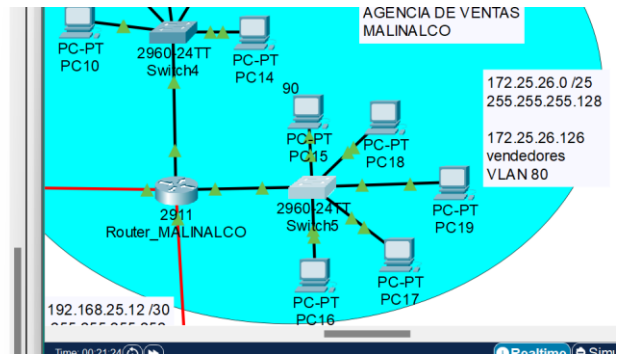 AGENCIA DE VENTAS
MALINALCO
PC-PT
PC10
2960-24TT
Switch4
PC-PT
PC14
172.25.26.0 /25
255.255.255.128
172.25.26.126
vendedores
VLAN 80
90
PC-PT
PC15
PC-PT
PC18
2911
Router_MALINALCO
2960-24TT
Switch5
PC-PT
PC19
PC-PT
PC16
PC-PT
PC17
192.168.25.12 /30
Time: 00:21:24
Realtime